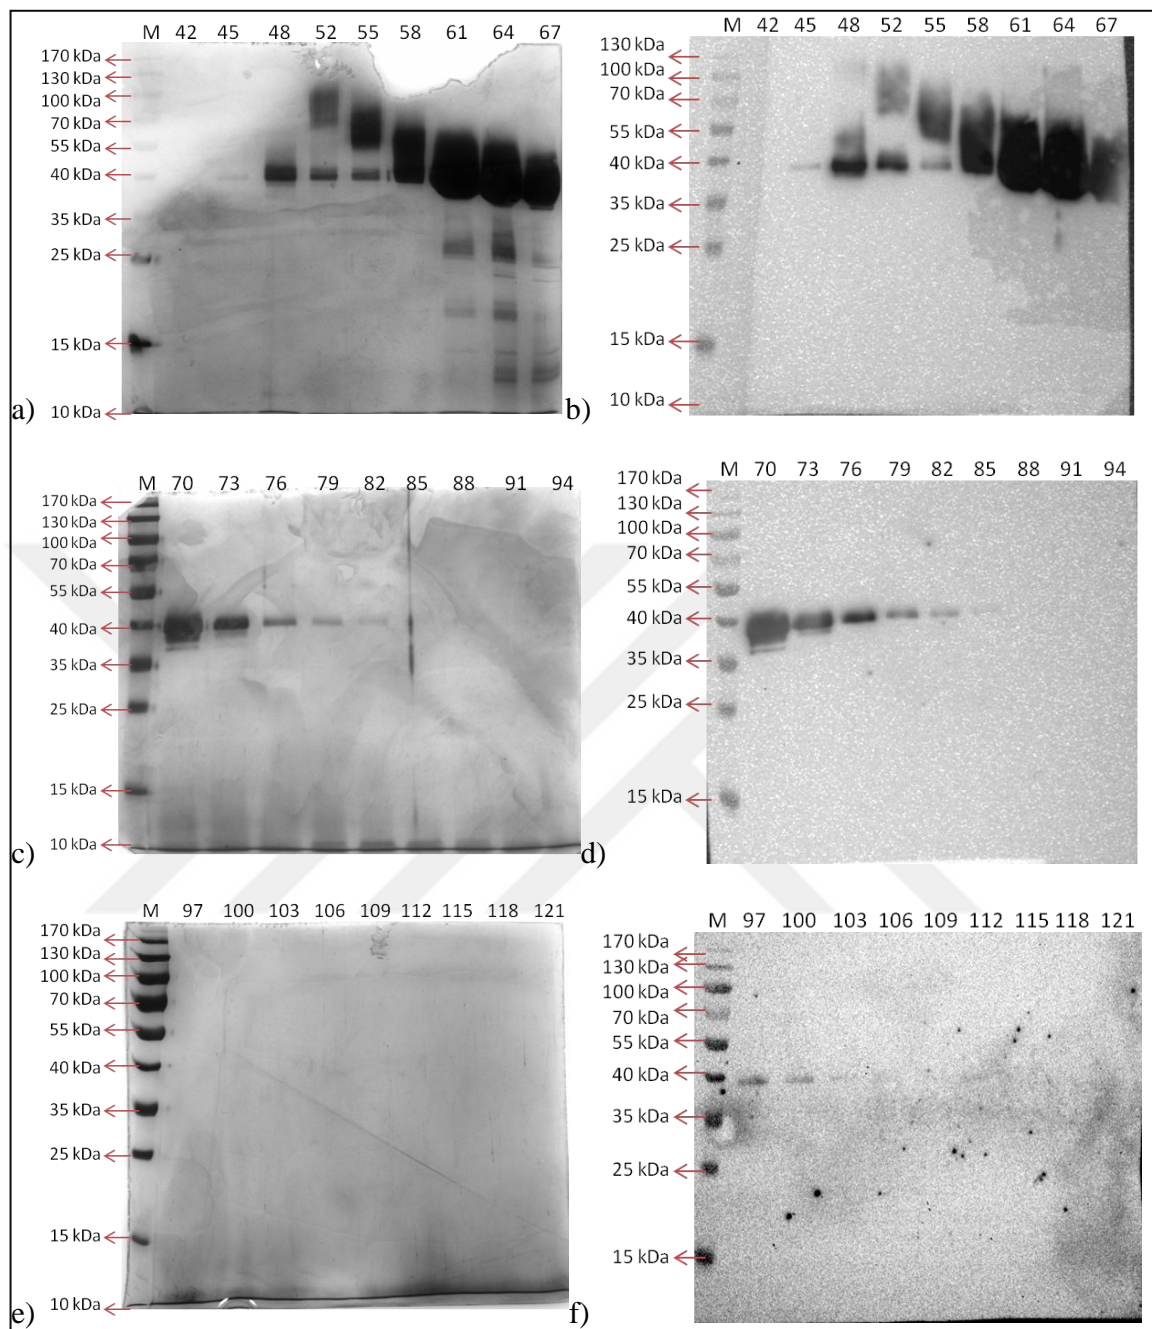 M 42 45 48 52 55 58 61 64 67
170 kDa
130 kDa
100 kDa
70 kDa
55 kDa
40 kDa
35 kDa
25 kDa
15 kDa
10 kDa
a)
M 42 45 48 52 55 58 61 64 67
130 kDa
100 kDa
70 kDa
55 kDa
40 kDa
35 kDa
25 kDa
15 kDa
10 kDa
b)
M 70 73 76 79 82 85 88 91 94
170 kDa
130 kDa
100 kDa
70 kDa
55 kDa
40 kDa
35 kDa
25 kDa
15 kDa
10 kDa
c)
M 70 73 76 79 82 85 88 91 94
170 kDa
130 kDa
100 kDa
70 kDa
55 kDa
40 kDa
35 kDa
25 kDa
15 kDa
d)
M 97 100 103 106 109 112 115 118 121
170 kDa
130 kDa
100 kDa
70 kDa
55 kDa
40 kDa
35 kDa
25 kDa
15 kDa
10 kDa
e)
M 97 100 103 106 109 112 115 118 121
170 kDa
130 kDa
100 kDa
70 kDa
55 kDa
40 kDa
35 kDa
25 kDa
15 kDa
f)